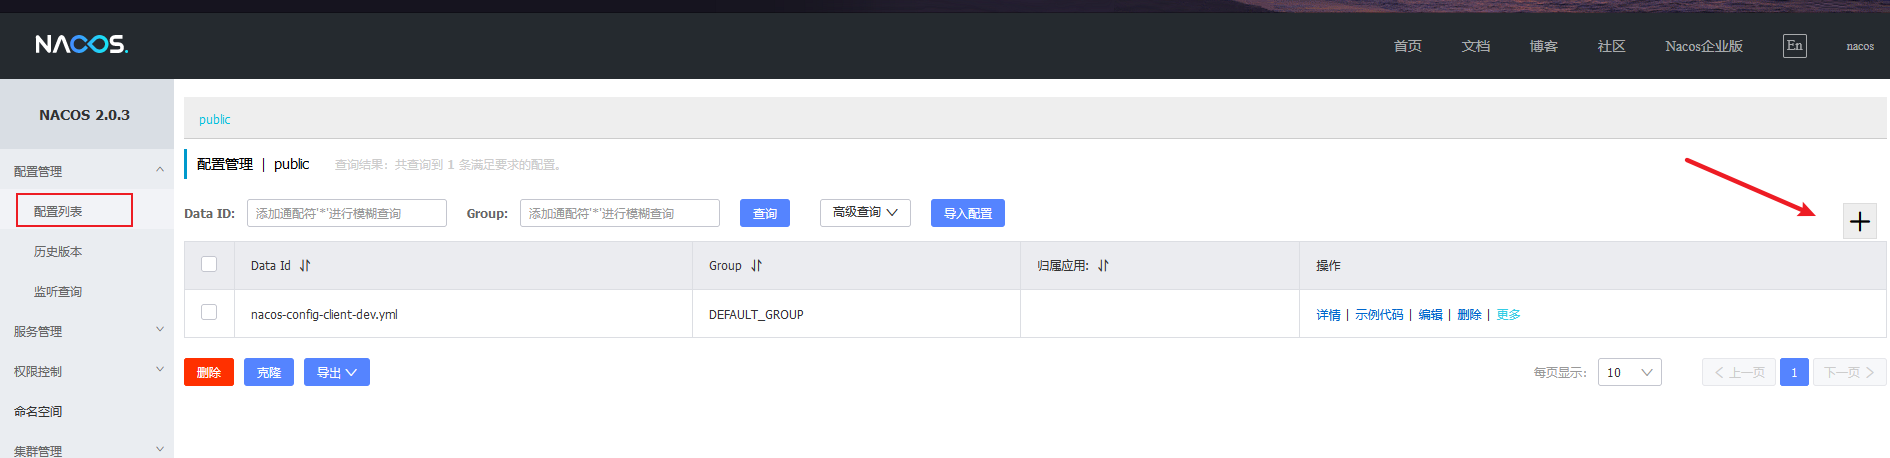 NACOS.
首页 文档 博客 社区 Nacos企业版 En nacos
NACOS 2.0.3
配置管理
配置列表
历史版本
监听查询
服务管理
权限控制
命名空间
集群管理
public
配置管理 | public 查询结果：共查询到 1 条满足要求的配置。
Data ID: 添加通配符'*'进行模糊查询 Group: 添加通配符'*'进行模糊查询 查询 高级查询 导入配置
Data Id Group 归属应用: 操作
nacos-config-client-dev.yml DEFAULT_GROUP 详情 | 示例代码 | 编辑 | 删除 | 更多
删除 克隆 导出 每页显示: 10 上一页 1 下一页